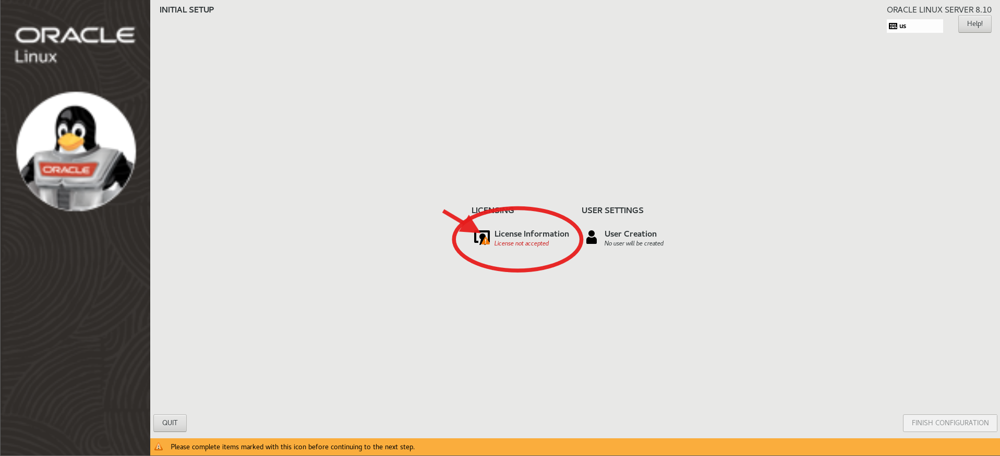 ORACLE
Linux
ORACLE
INITIAL SETUP
ORACLE LINUX SERVER 8.10
us
Help!
LICENSING
License Information
License not accepted
USER SETTINGS
User Creation
No user will be created
QUIT
FINISH CONFIGURATION
Please complete items marked with this icon before continuing to the next step.